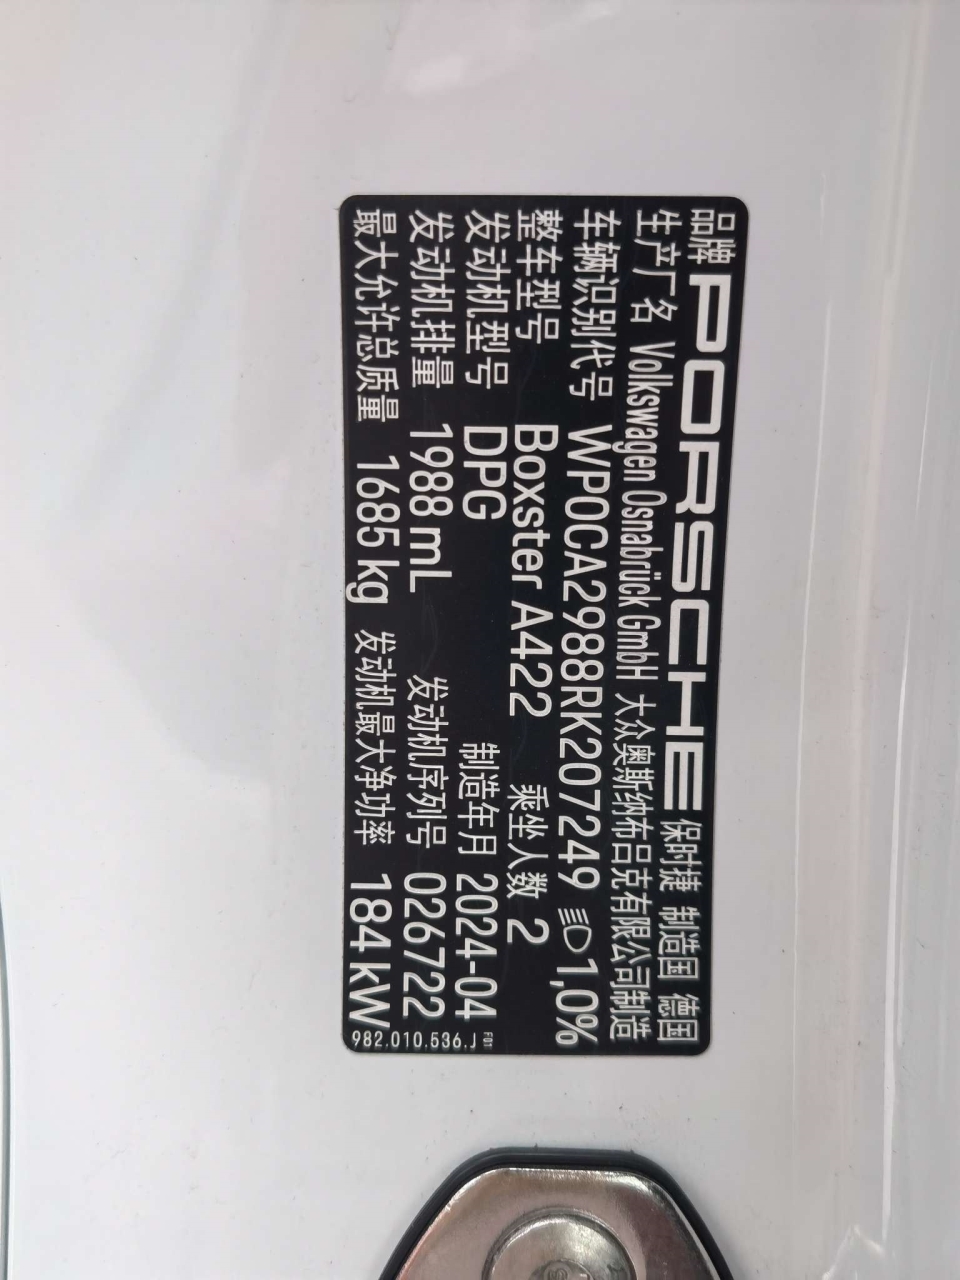 品牌 PORSCHE 保时捷 制造国 德国
生产厂名 Volkswagen Osnabrück GmbH 大众奥斯纳布吕克有限公司制造
车辆识别代号 WP0CA2988RK207249 1,0%
整车型号 Boxster A422 乘坐人数 2
发动机型号 DPG 制造年月 2024-04
发动机排量 1988 mL 发动机序列号 026722
最大允许总质量 1685 kg 发动机最大净功率 184 kW
982.010.536.J F01